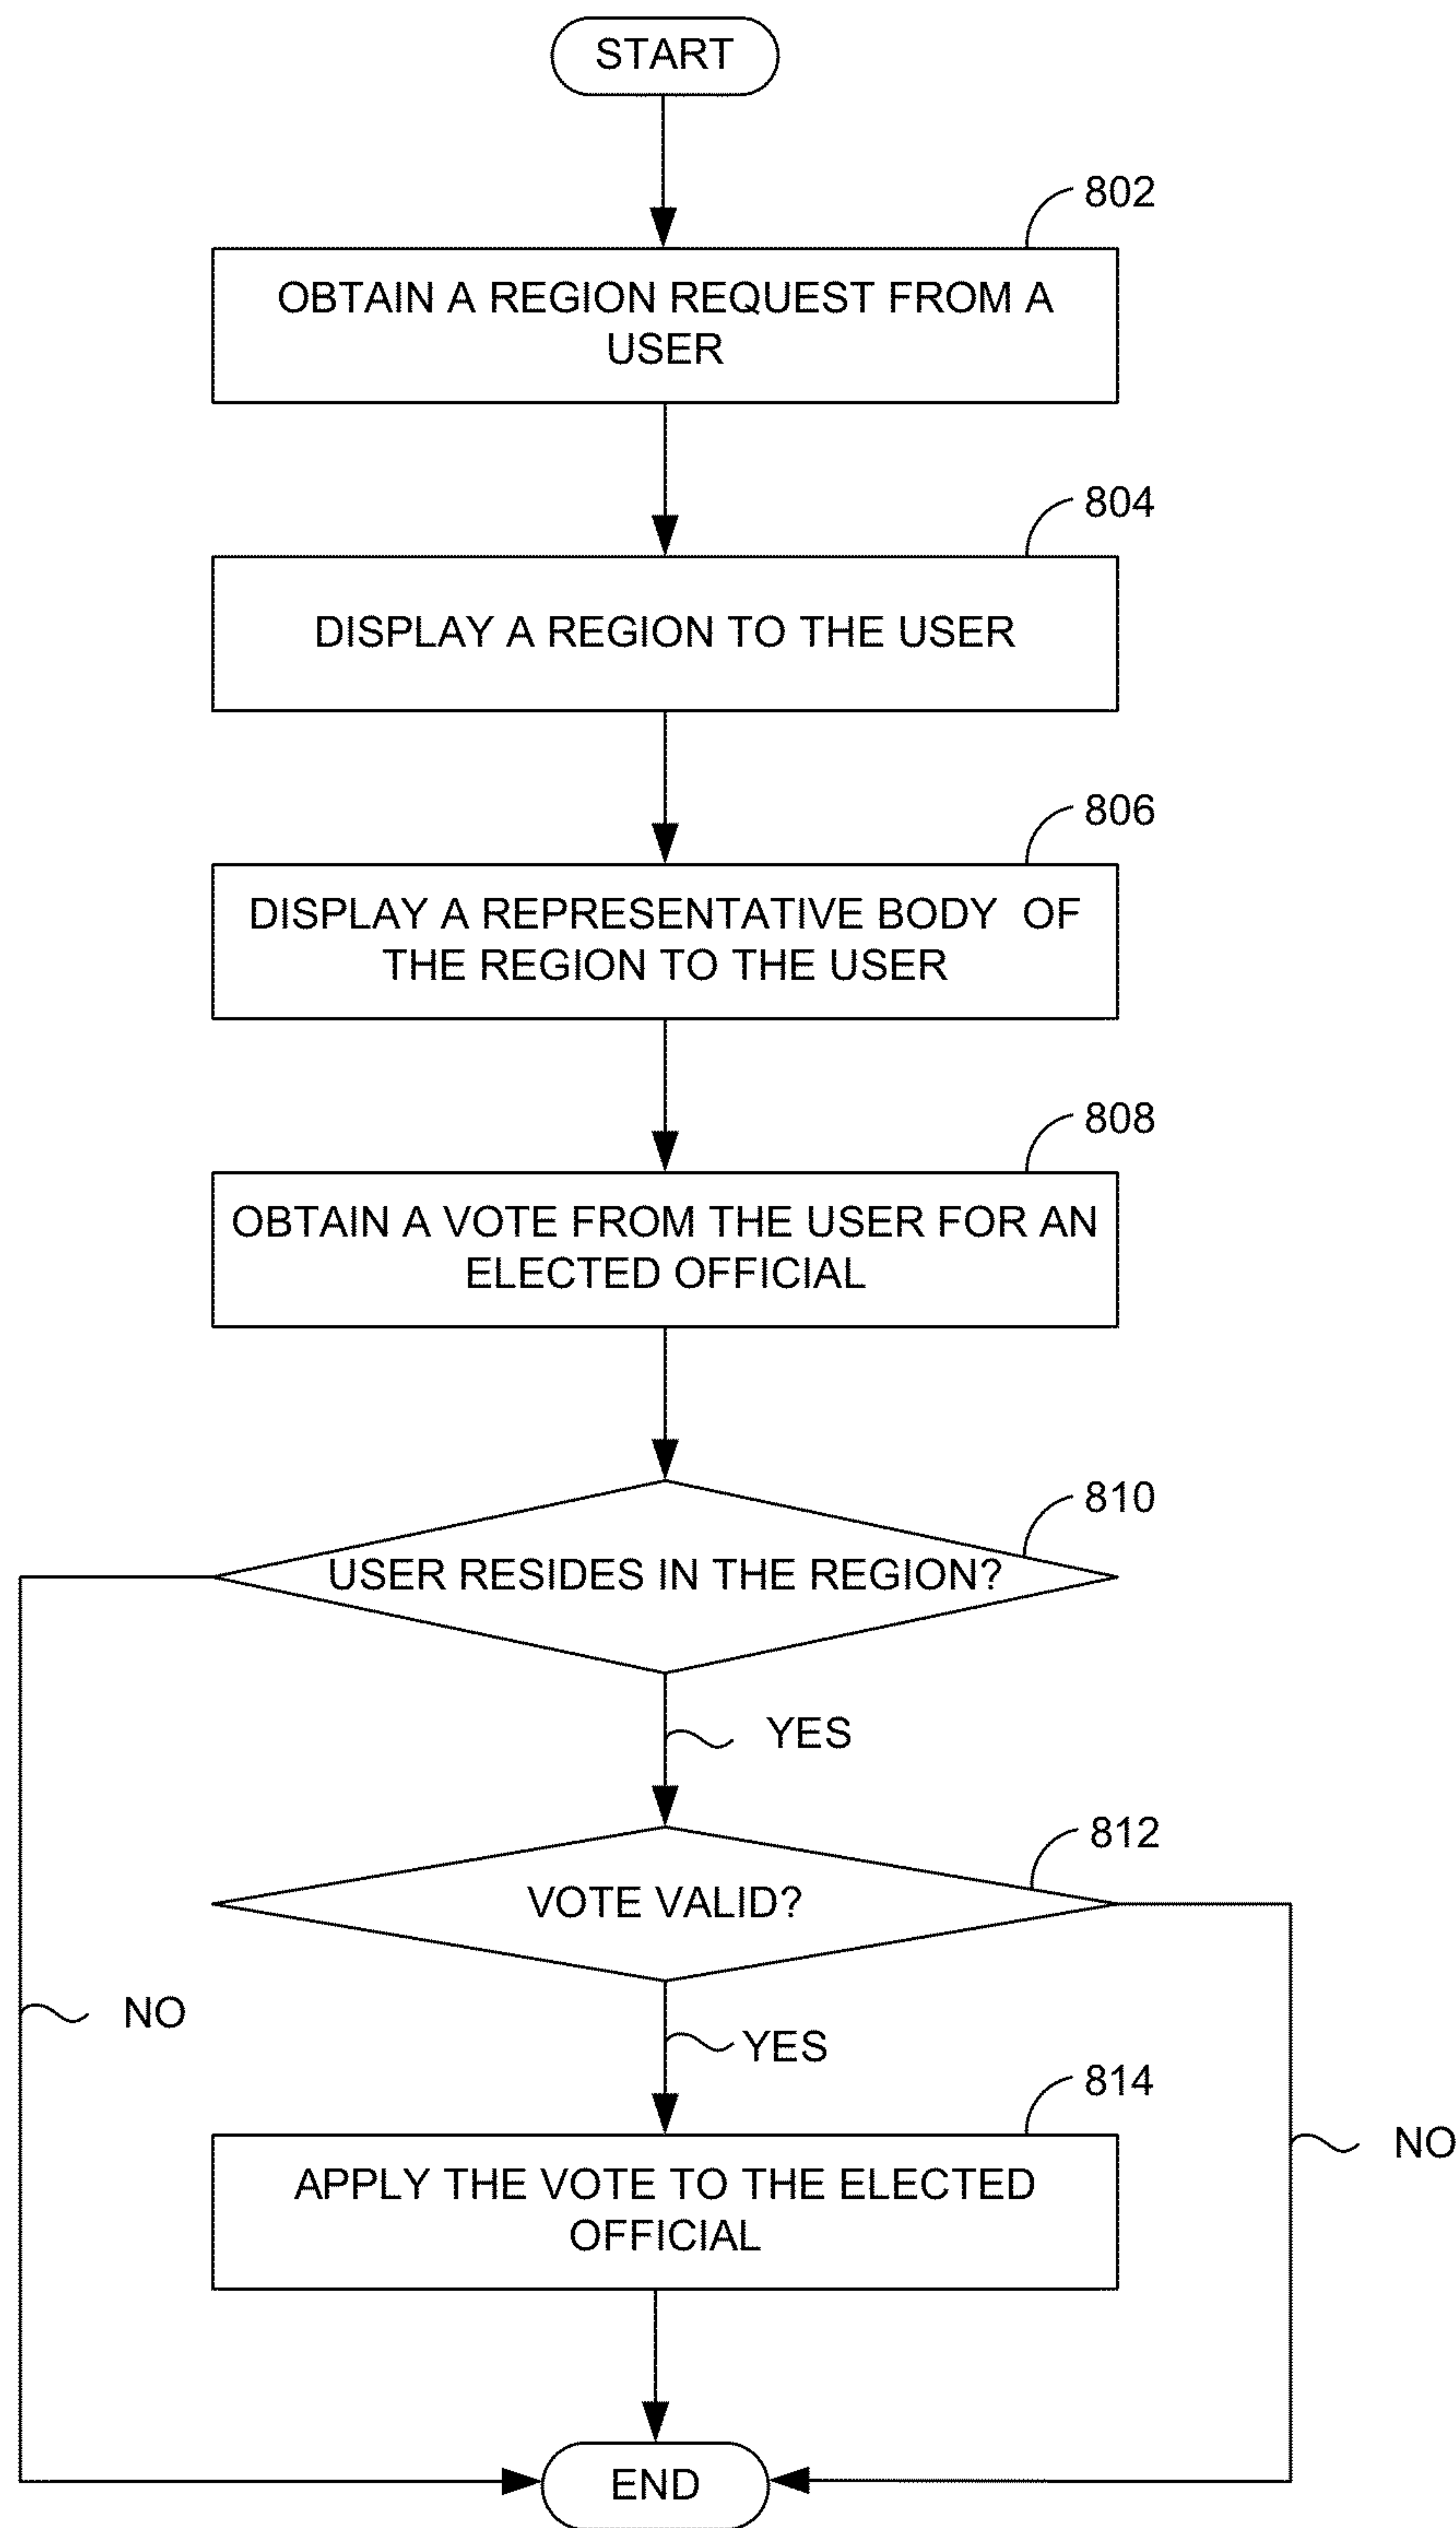 START
802
OBTAIN A REGION REQUEST FROM A
USER
804
DISPLAY A REGION TO THE USER
806
DISPLAY A REPRESENTATIVE BODY OF
THE REGION TO THE USER
808
OBTAIN A VOTE FROM THE USER FOR AN
ELECTED OFFICIAL
810
USER RESIDES IN THE REGION?
YES
812
VOTE VALID?
NO
YES
814
NO
APPLY THE VOTE TO THE ELECTED
OFFICIAL
END